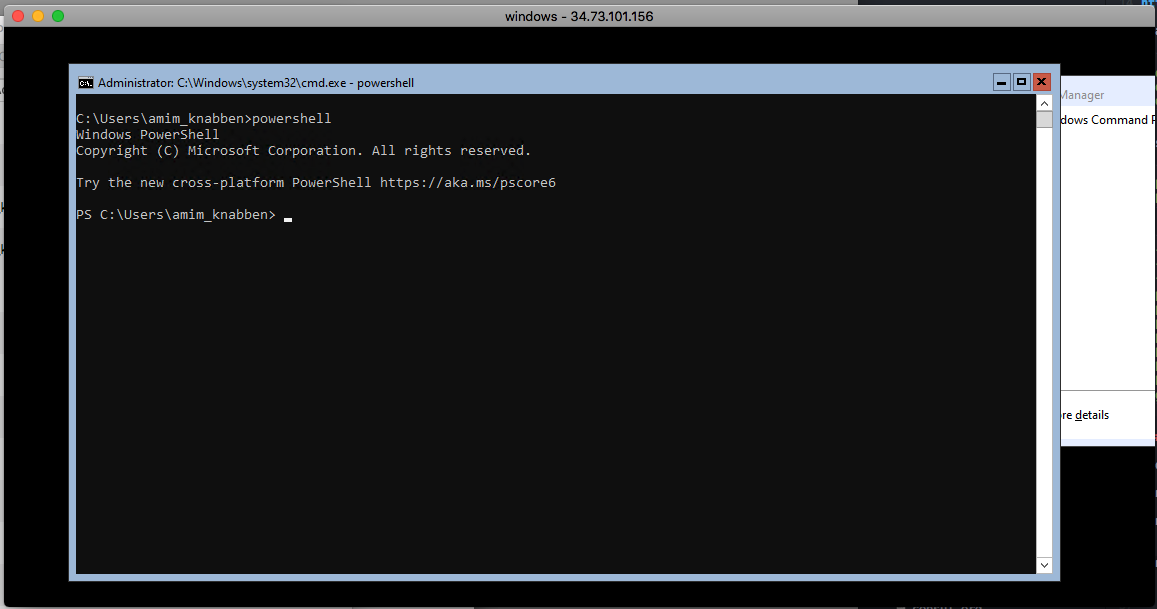 windows - 34.73.101.156
Administrator: C:\Windows\system32\cmd.exe - powershell
Manager
C:\Users\amim_knabben>powershell
dows Command P
Windows PowerShell
Copyright (C) Microsoft Corporation. All rights reserved.
Try the new cross-platform PowerShell https://aka.ms/pscore6
PS C:\Users\amim_knabben>
re details